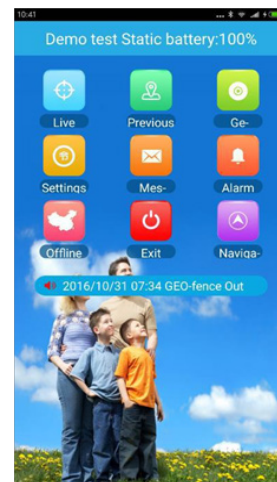 10:41
Demo test Static battery:100%
Live Previous Ge-
Settings Mes- Alarm
Offline Exit Naviga-
2016/10/31 07:34 GEO-fence Out